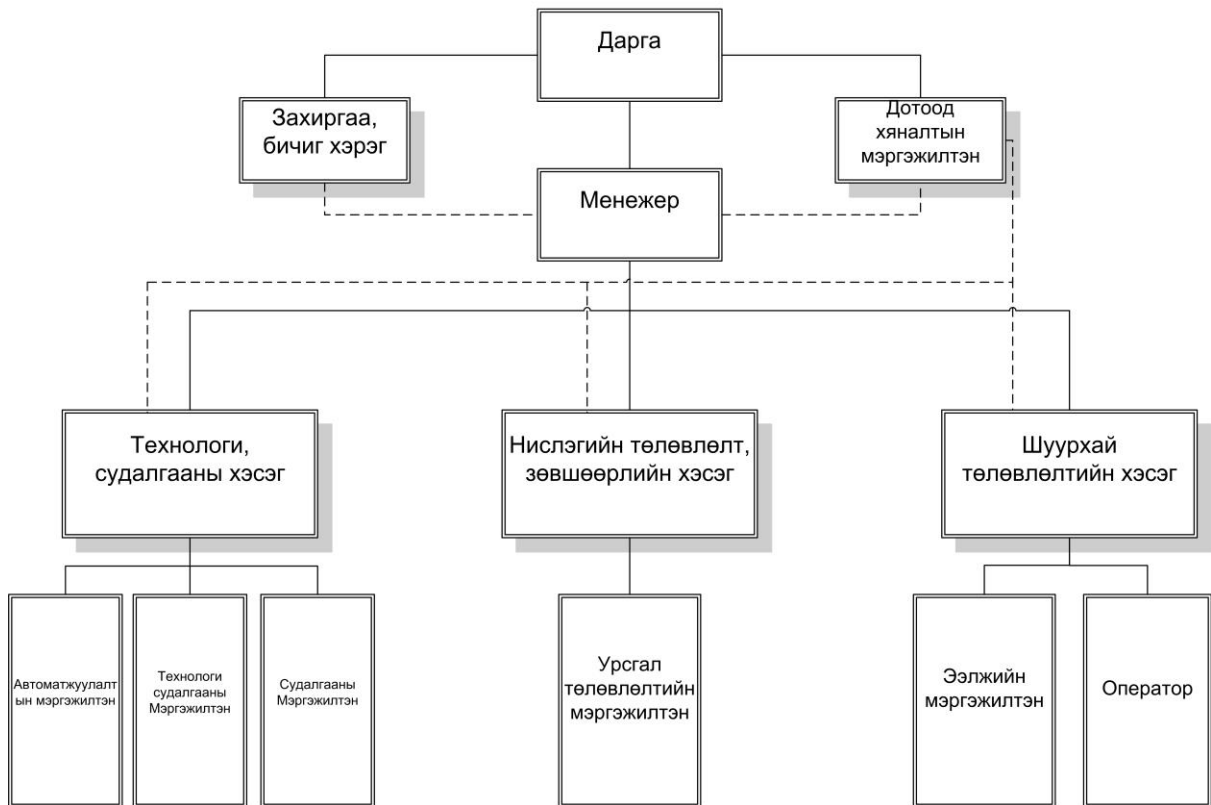 Дарга
Захиргаа,
бичиг хэрэг
Дотоод
хяналтын
мэргэжилтэн
Менежер
Технологи,
судалгааны хэсэг
Нислэгийн төлөвлөлт,
зөвшөөрлийн хэсэг
Шуурхай
төлөвлөлтийн хэсэг
Автоматжуулалт
ын мэргэжилтэн
Технологи
судалгааны
Мэргэжилтэн
Судалгааны
Мэргэжилтэн
Урсгал
төлөвлөлтийн
мэргэжилтэн
Ээлжийн
мэргэжилтэн
Оператор